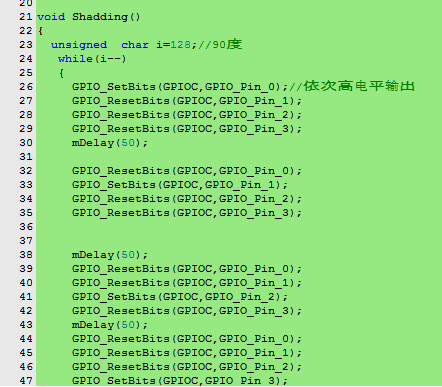 20
21 void Shadding()
22 {
23 unsigned char i=128;//90度
24 while(i--)
25 {
26 GPIO_SetBits(GPIOC,GPIO_Pin_0);//依次高电平输出
27 GPIO_ResetBits(GPIOC,GPIO_Pin_1);
28 GPIO_ResetBits(GPIOC,GPIO_Pin_2);
29 GPIO_ResetBits(GPIOC,GPIO_Pin_3);
30 mDelay(50);
31
32 GPIO_ResetBits(GPIOC,GPIO_Pin_0);
33 GPIO_SetBits(GPIOC,GPIO_Pin_1);
34 GPIO_ResetBits(GPIOC,GPIO_Pin_2);
35 GPIO_ResetBits(GPIOC,GPIO_Pin_3);
36
37
38 mDelay(50);
39 GPIO_ResetBits(GPIOC,GPIO_Pin_0);
40 GPIO_ResetBits(GPIOC,GPIO_Pin_1);
41 GPIO_SetBits(GPIOC,GPIO_Pin_2);
42 GPIO_ResetBits(GPIOC,GPIO_Pin_3);
43 mDelay(50);
44 GPIO_ResetBits(GPIOC,GPIO_Pin_0);
45 GPIO_ResetBits(GPIOC,GPIO_Pin_1);
46 GPIO_ResetBits(GPIOC,GPIO_Pin_2);
47 GPIO_SetBits(GPIOC,GPIO_Pin_3);